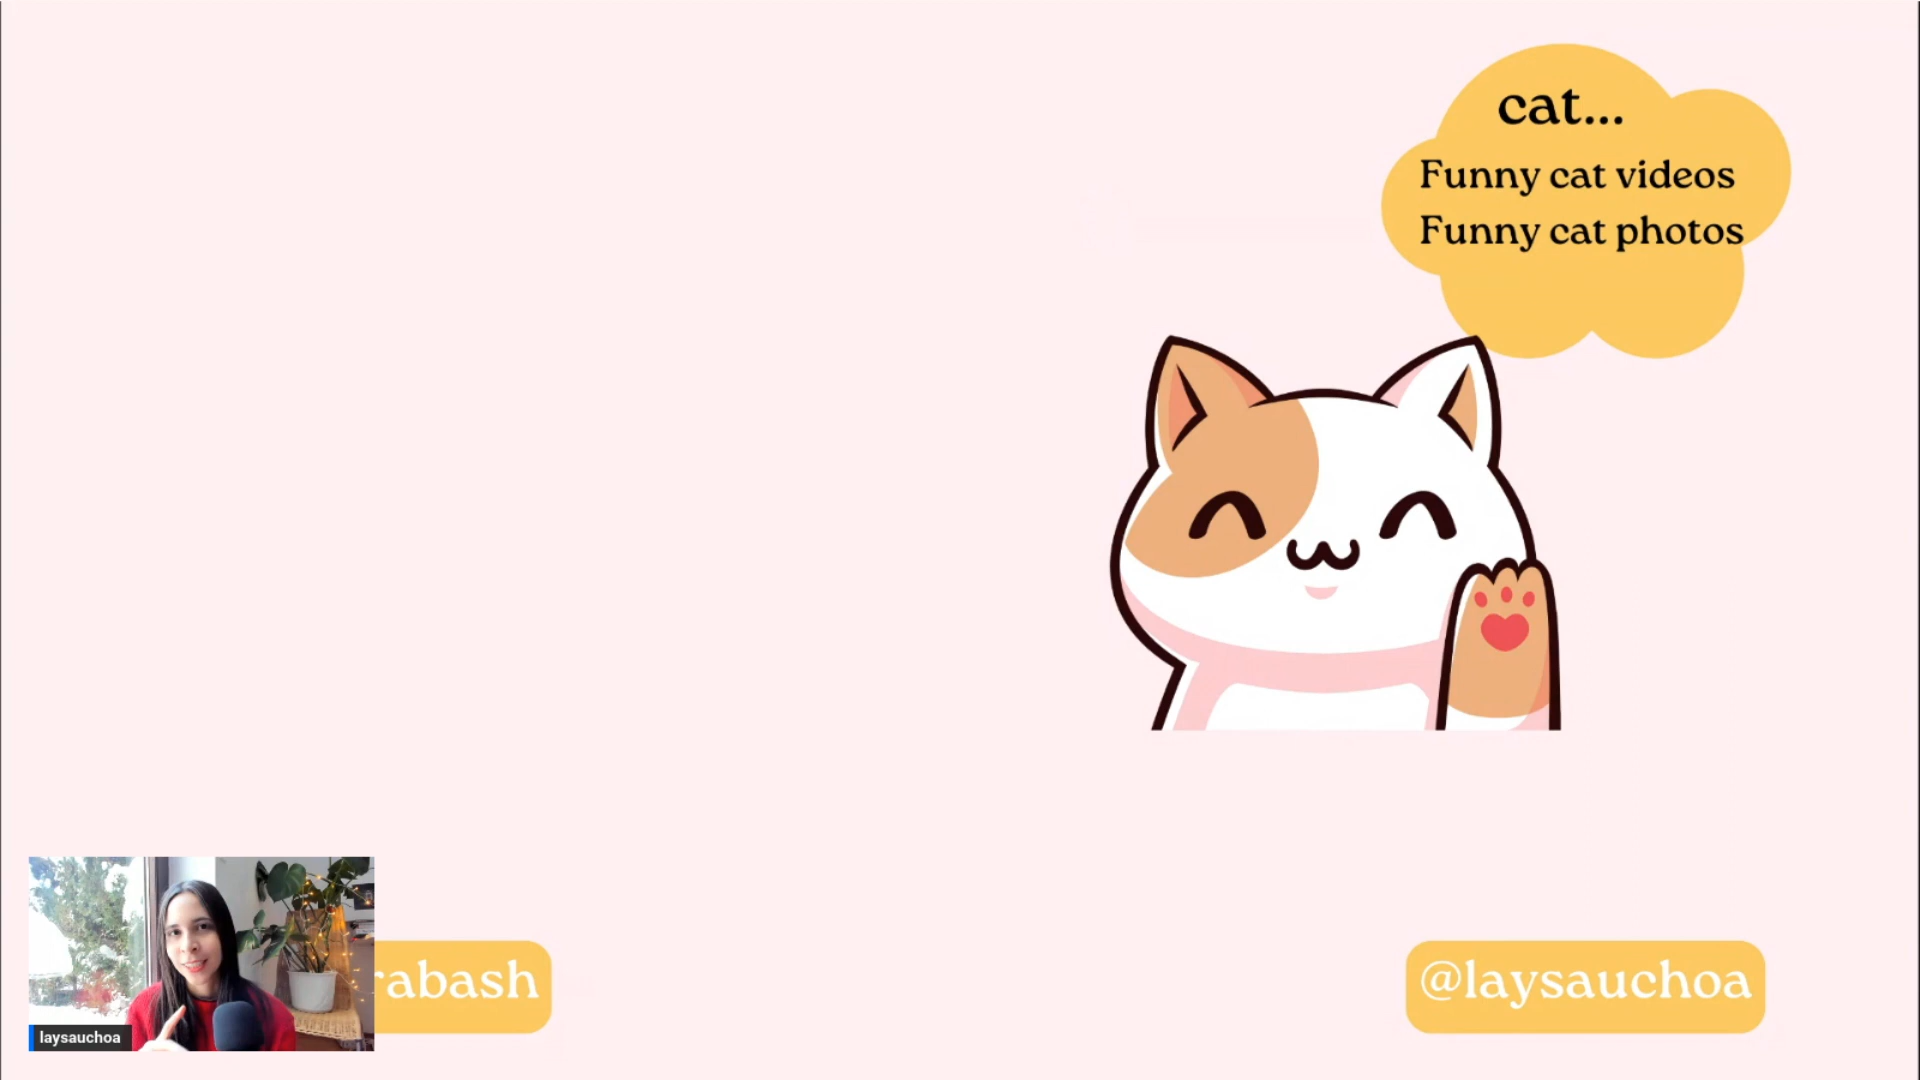 cat...
Funny cat videos
Funny cat photos
laysauchoa
rabash
@laysauchoa